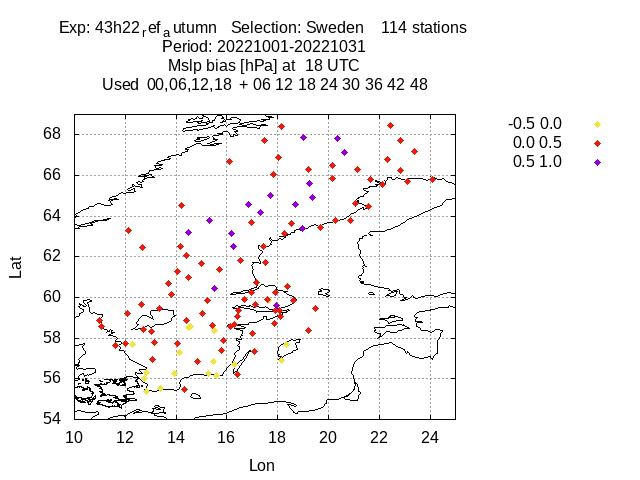 Exp: 43h22refautumn   Selection: Sweden    114 stations
Period: 20221001-20221031
Mslp bias [hPa] at  18 UTC
Used  00,06,12,18  + 06 12 18 24 30 36 42 48
-0.5 0.0
0.0 0.5
0.5 1.0
68
66
64
62
60
58
56
54
10 12 14 16 18 20 22 24
Lat
Lon